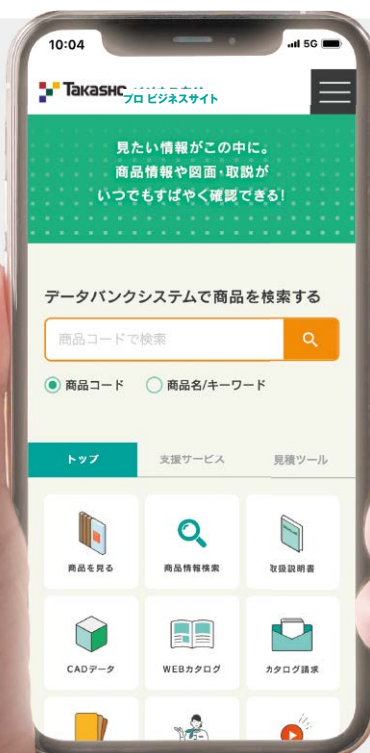 10:04
5G
TAKASHO
プロ ビジネスサイト
見たい情報がこの中に。
商品情報や図面・取説が
いつでもすばやく確認できる!
データバンクシステムで商品を検索する
商品コードで検索
商品コード 商品名/キーワード
トップ 支援サービス 見積ツール
商品を見る 商品情報検索 取扱説明書
CADデータ WEBカタログ カタログ請求